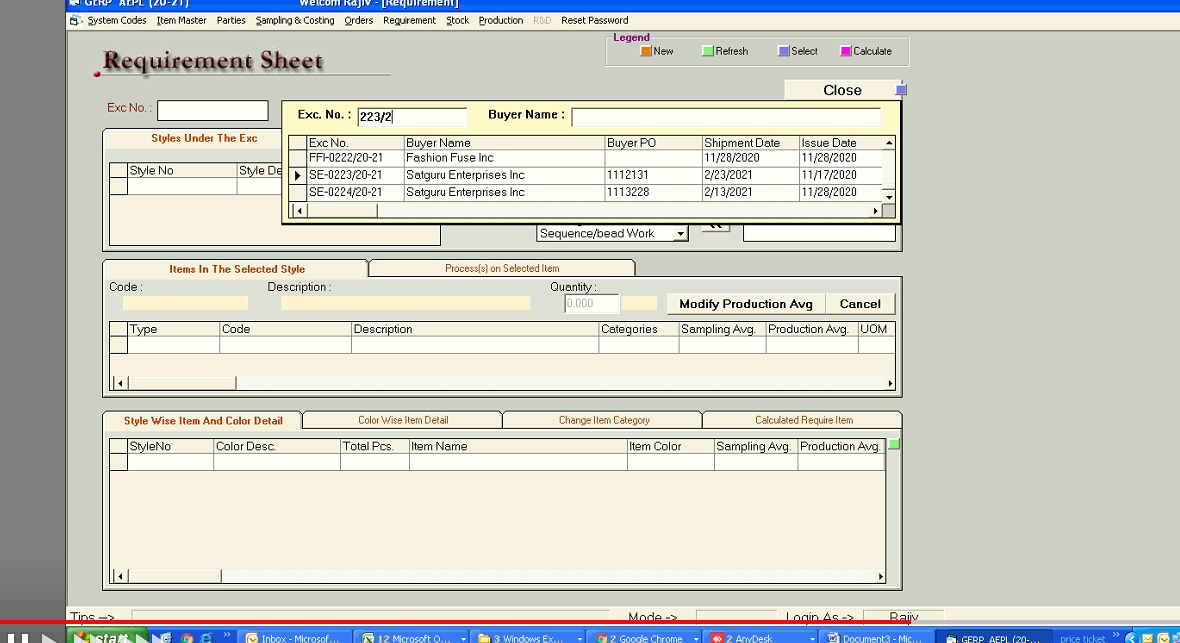 GERP AEPL (20-21) Welcom Rajiv - [Requirement]
System Codes Item Master Parties Sampling & Costing Orders Requirement Stock Production R&D Reset Password
Legend
New Refresh Select Calculate
Requirement Sheet
Close
Exc No. :
Exc. No. : 223/2 Buyer Name :
Styles Under The Exc
Exc No. Buyer Name Buyer PO Shipment Date Issue Date
FFI-0222/20-21 Fashion Fuse Inc 11/28/2020 11/28/2020
Style No Style De
SE-0223/20-21 Satguru Enterprises Inc 1112131 2/23/2021 11/17/2020
SE-0224/20-21 Satguru Enterprises Inc 1113228 2/13/2021 11/28/2020
Sequence/bead Work <<
Items In The Selected Style Process(s) on Selected Item
Code : Description : Quantity :
0.000 Modify Production Avg Cancel
Type Code Description Categories Sampling Avg. Production Avg. UOM
Style Wise Item And Color Detail Color Wise Item Detail Change Item Category Calculated Require Item
StyleNo Color Desc. Total Pcs. Item Name Item Color Sampling Avg. Production Avg.
Tips --> Mode -> Login As -> Rajiv
start Inbox - Microsof... 12 Microsoft O... 3 Windows Ex... 2 Google Chrome 2 AnyDesk Document3 - Mic... GERP AEPL (20-... price ticket